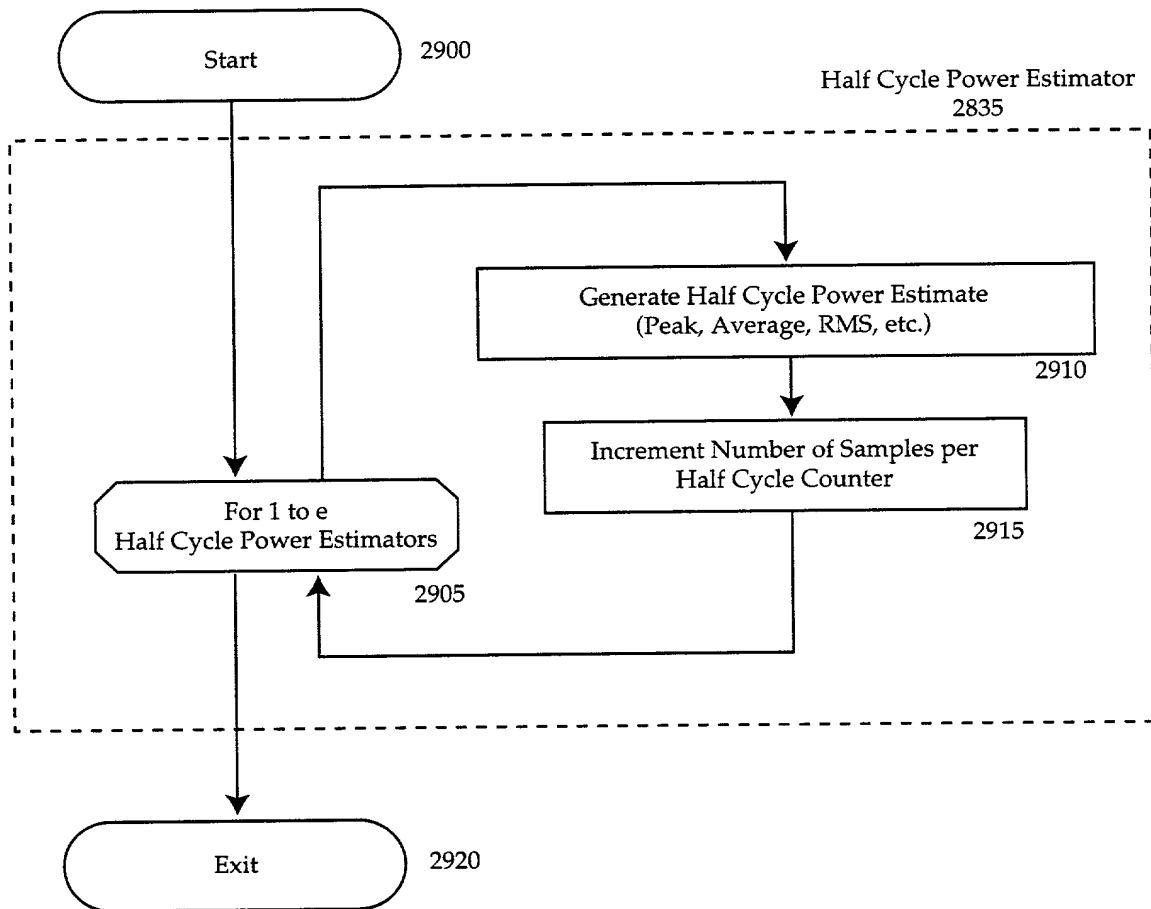 Start
2900
Half Cycle Power Estimator
2835
Generate Half Cycle Power Estimate
(Peak, Average, RMS, etc.)
2910
Increment Number of Samples per
Half Cycle Counter
2915
For 1 to e
Half Cycle Power Estimators
2905
Exit
2920